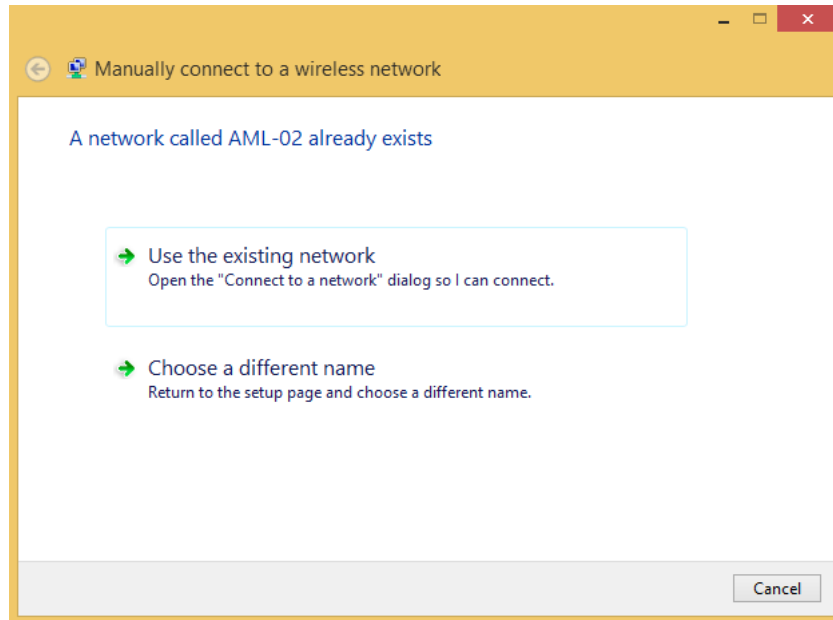 Manually connect to a wireless network
A network called AML-02 already exists
Use the existing network
Open the "Connect to a network" dialog so I can connect.
Choose a different name
Return to the setup page and choose a different name.
Cancel